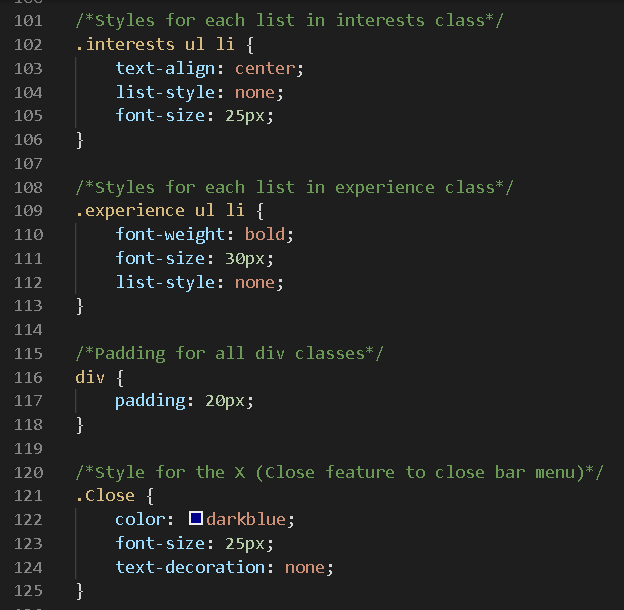 101 /*Styles for each list in interests class*/
102 .interests ul li {
103     text-align: center;
104     list-style: none;
105     font-size: 25px;
106 }
107
108 /*Styles for each list in experience class*/
109 .experience ul li {
110     font-weight: bold;
111     font-size: 30px;
112     list-style: none;
113 }
114
115 /*Padding for all div classes*/
116 div {
117     padding: 20px;
118 }
119
120 /*Style for the X (Close feature to close bar menu)*/
121 .Close {
122     color: darkblue;
123     font-size: 25px;
124     text-decoration: none;
125 }